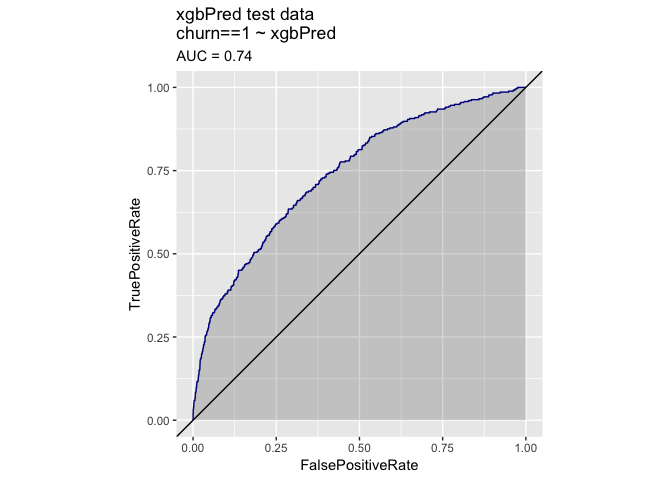 xgbPred test data
churn==1 ~ xgbPred
AUC = 0.74
1.00
0.75
0.50
0.25
0.00
TruePositiveRate
0.00 0.25 0.50 0.75 1.00
FalsePositiveRate